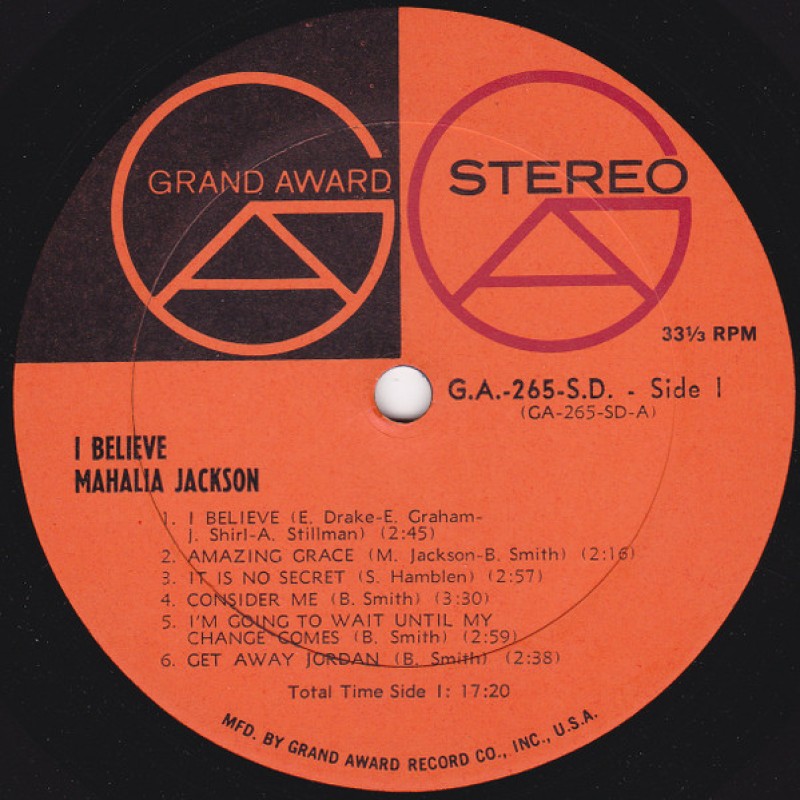 GRAND AWARD
STEREO
33⅓ RPM
G.A.-265-S.D. - Side 1
(GA-265-SD-A)
I BELIEVE
MAHALIA JACKSON
1. I BELIEVE (E. Drake-E. Graham-
J. Shirl-A. Stillman) (2:45)
2. AMAZING GRACE (M. Jackson-B. Smith) (2:16)
3. IT IS NO SECRET (S. Hamblen) (2:57)
4. CONSIDER ME (B. Smith) (3:30)
5. I'M GOING TO WAIT UNTIL MY
CHANGE COMES (B. Smith) (2:59)
6. GET AWAY JORDAN (B. Smith) (2:38)
Total Time Side 1: 17:20
MFD. BY GRAND AWARD RECORD CO., INC., U.S.A.